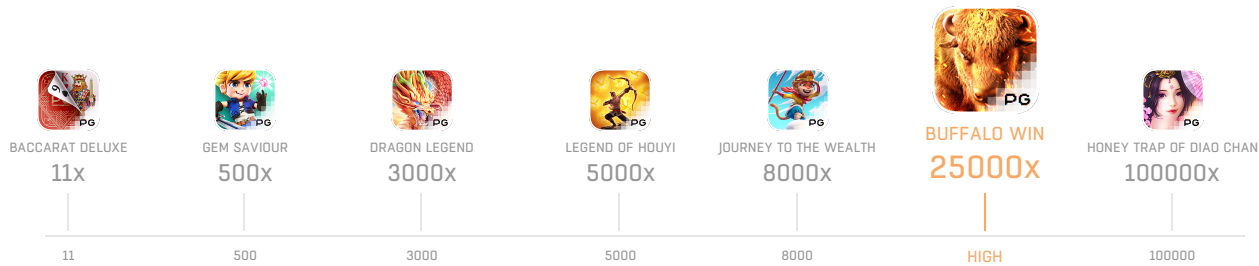 PG
PG
PG
PG
PG
PG
PG
BACCARAT DELUXE
11x
GEM SAVIOUR
500x
DRAGON LEGEND
3000x
LEGEND OF HOUYI
5000x
JOURNEY TO THE WEALTH
8000x
BUFFALO WIN
25000x
HONEY TRAP OF DIAO CHAN
100000x
11
500
3000
5000
8000
HIGH
100000